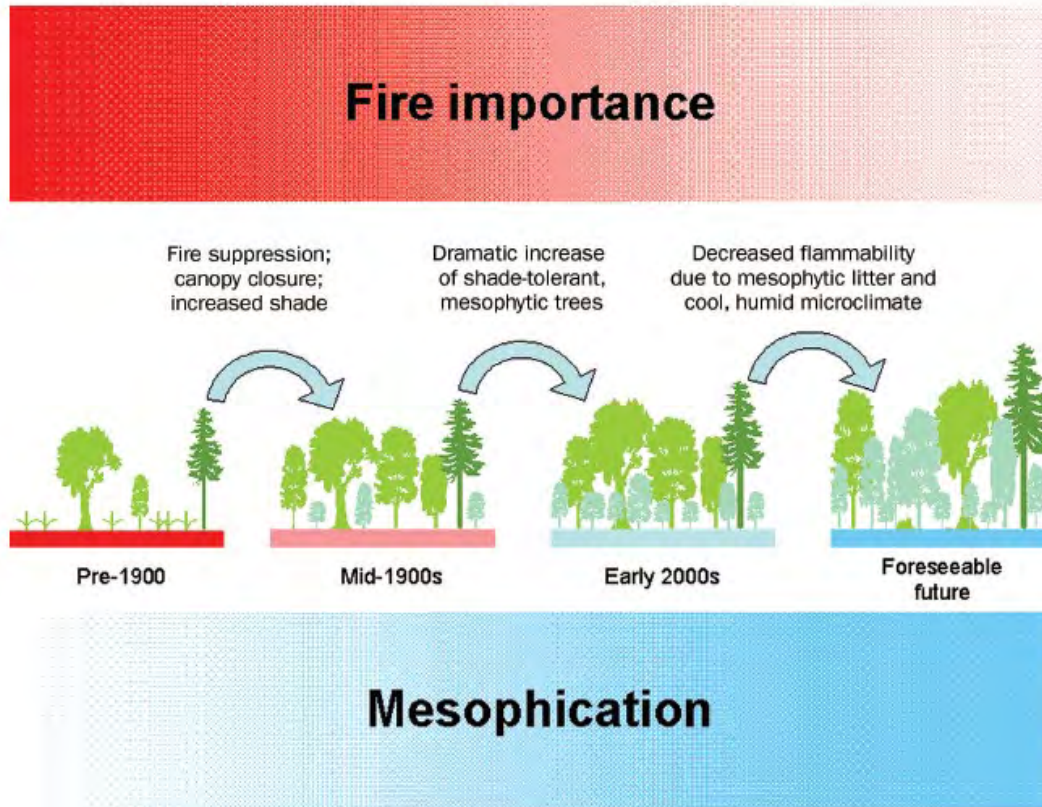 Fire importance
Fire suppression;
canopy closure;
increased shade
Dramatic increase
of shade-tolerant,
mesophytic trees
Decreased flammability
due to mesophytic litter and
cool, humid microclimate
Pre-1900
Mid-1900s
Early 2000s
Foreseeable
future
Mesophication